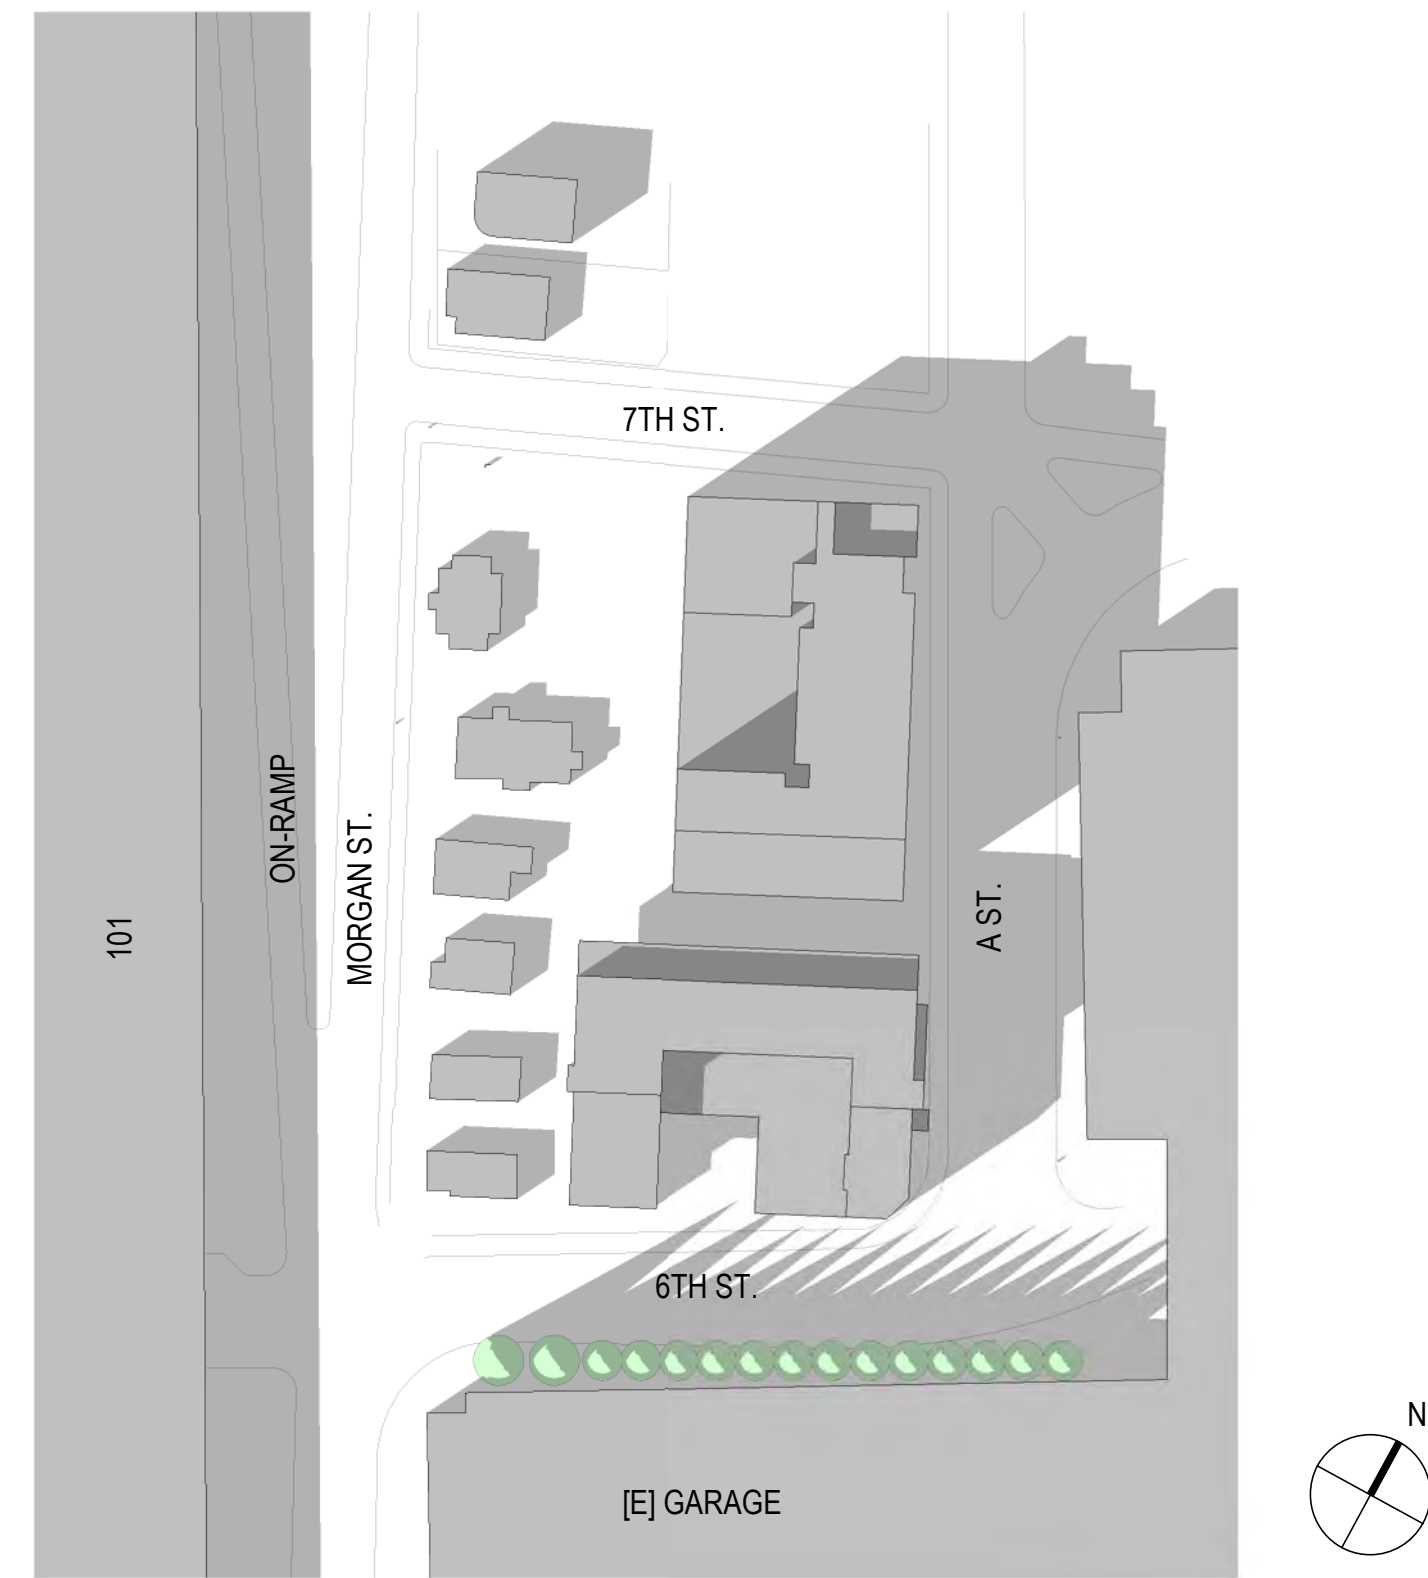 7TH ST.
ON-RAMP
MORGAN ST.
101
A ST.
6TH ST.
[E] GARAGE
N